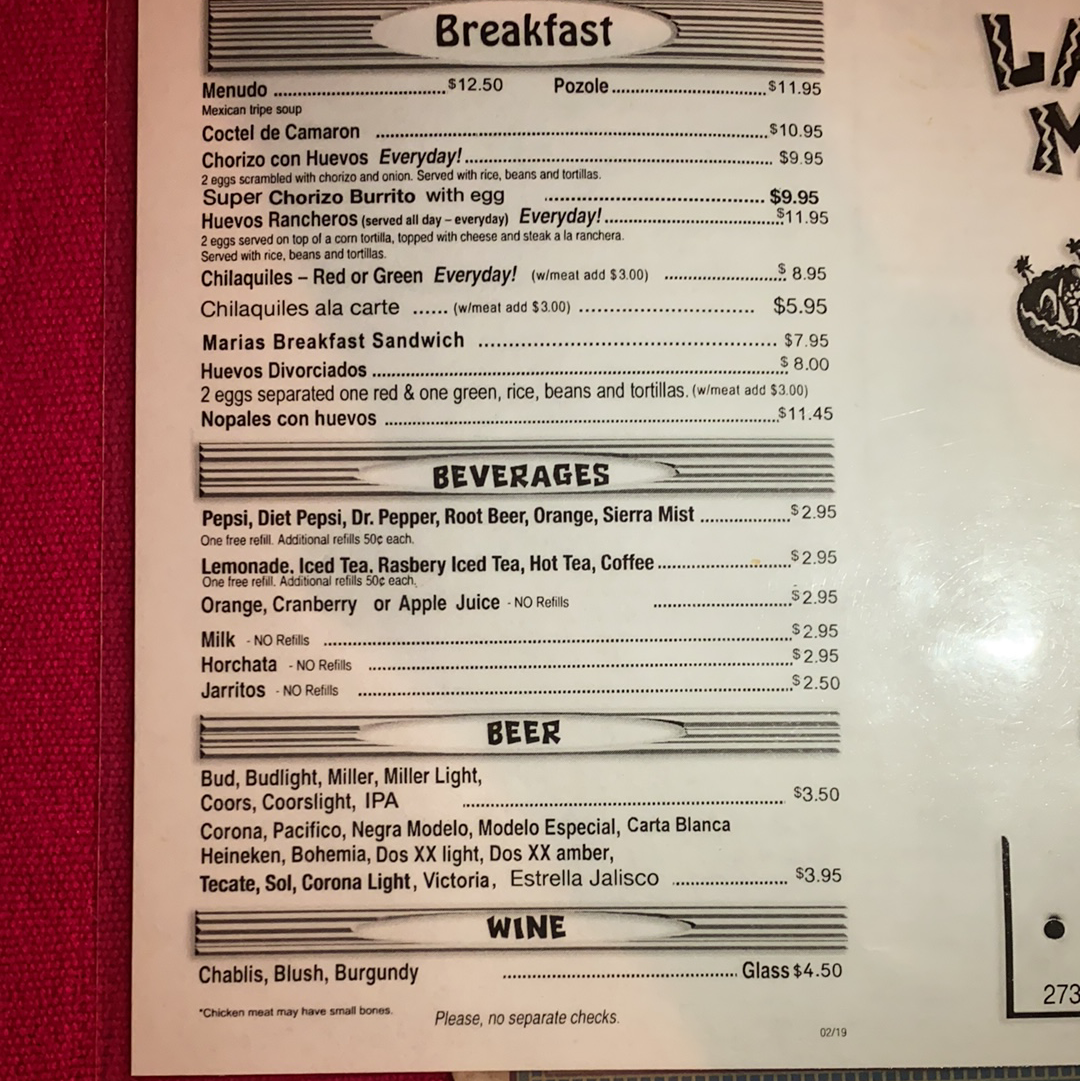 Breakfast
Menudo ........ $12.50 Pozole ........ $11.95
Mexican tripe soup
Coctel de Camaron ........ $10.95
Chorizo con Huevos Everyday! ........ $9.95
2 eggs scrambled with chorizo and onion. Served with rice, beans and tortillas.
Super Chorizo Burrito with egg ........ $9.95
Huevos Rancheros (served all day – everyday) Everyday! ........ $11.95
2 eggs served on top of a corn tortilla, topped with cheese and steak a la ranchera.
Served with rice, beans and tortillas.
Chilaquiles – Red or Green Everyday! (w/meat add $3.00) ........ $ 8.95
Chilaquiles ala carte ...... (w/meat add $3.00) ........ $5.95
Marias Breakfast Sandwich ........ $7.95
Huevos Divorciados ........ $ 8.00
2 eggs separated one red & one green, rice, beans and tortillas. (w/meat add $3.00)
Nopales con huevos ........ $11.45
BEVERAGES
Pepsi, Diet Pepsi, Dr. Pepper, Root Beer, Orange, Sierra Mist ........ $2.95
One free refill. Additional refills 50¢ each.
Lemonade, Iced Tea, Rasbery Iced Tea, Hot Tea, Coffee ........ $2.95
One free refill. Additional refills 50¢ each.
Orange, Cranberry or Apple Juice - NO Refills ........ $2.95
Milk - NO Refills ........ $2.95
Horchata - NO Refills ........ $2.95
Jarritos - NO Refills ........ $2.50
BEER
Bud, Budlight, Miller, Miller Light,
Coors, Coorslight, IPA ........ $3.50
Corona, Pacifico, Negra Modelo, Modelo Especial, Carta Blanca
Heineken, Bohemia, Dos XX light, Dos XX amber,
Tecate, Sol, Corona Light, Victoria, Estrella Jalisco ........ $3.95
WINE
Chablis, Blush, Burgundy ........ Glass $4.50
*Chicken meat may have small bones.
Please, no separate checks.
02/19
LA
M
273